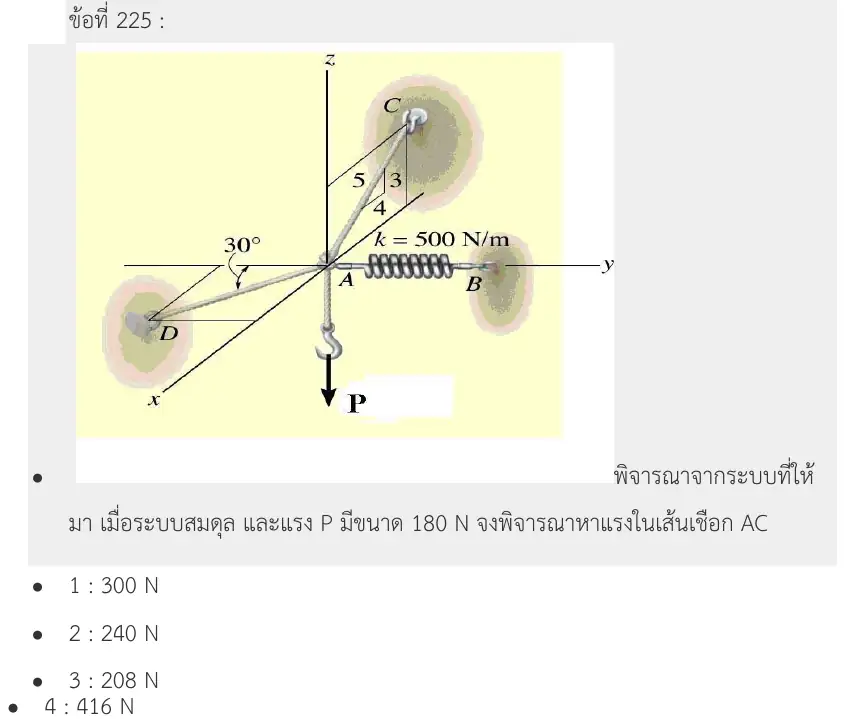 ข้อที่ 225 :
z
C
5 3
4
30°
k = 500 N/m
y
A
B
D
x
P
พิจารณาจากระบบที่ให้
มา เมื่อระบบสมดุล และแรง P มีขนาด 180 N จงพิจารณาหาแรงในเส้นเชือก AC
1 : 300 N
2 : 240 N
3 : 208 N
4 : 416 N